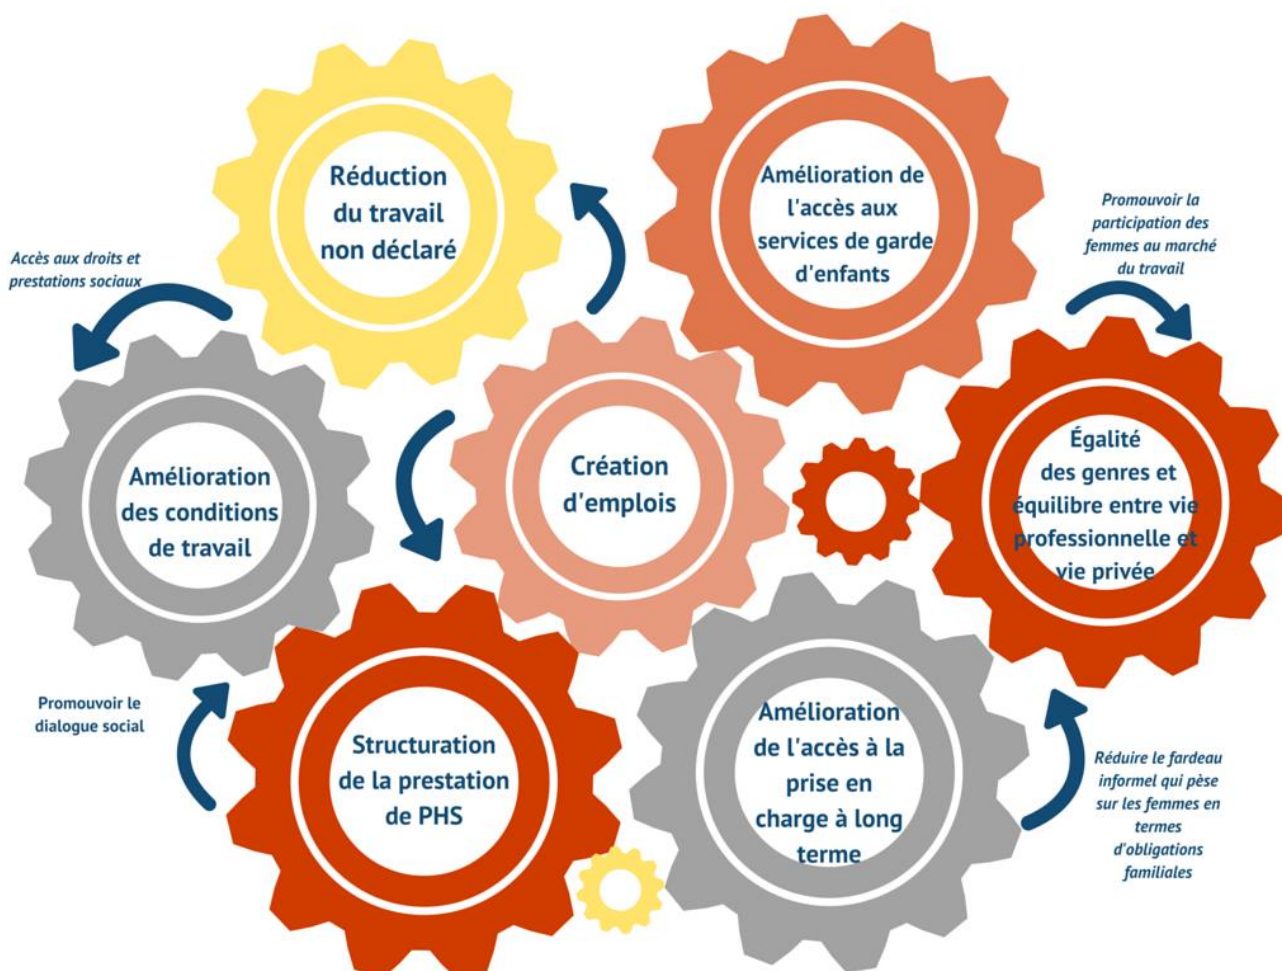 Réduction
du travail
non déclaré
Amélioration de
l'accès aux
services de garde
d'enfants
Promouvoir la
participation des
femmes au marché
du travail
Accès aux droits et
prestations sociaux
Amélioration
des conditions
de travail
Création
d'emplois
Égalité
des genres et
équilibre entre vie
professionnelle et
vie privée
Promouvoir le
dialogue social
Structuration
de la prestation
de PHS
Amélioration
de l'accès à la
prise en
charge à long
terme
Réduire le fardeau
informel qui pèse
sur les femmes en
termes
d'obligations
familiales